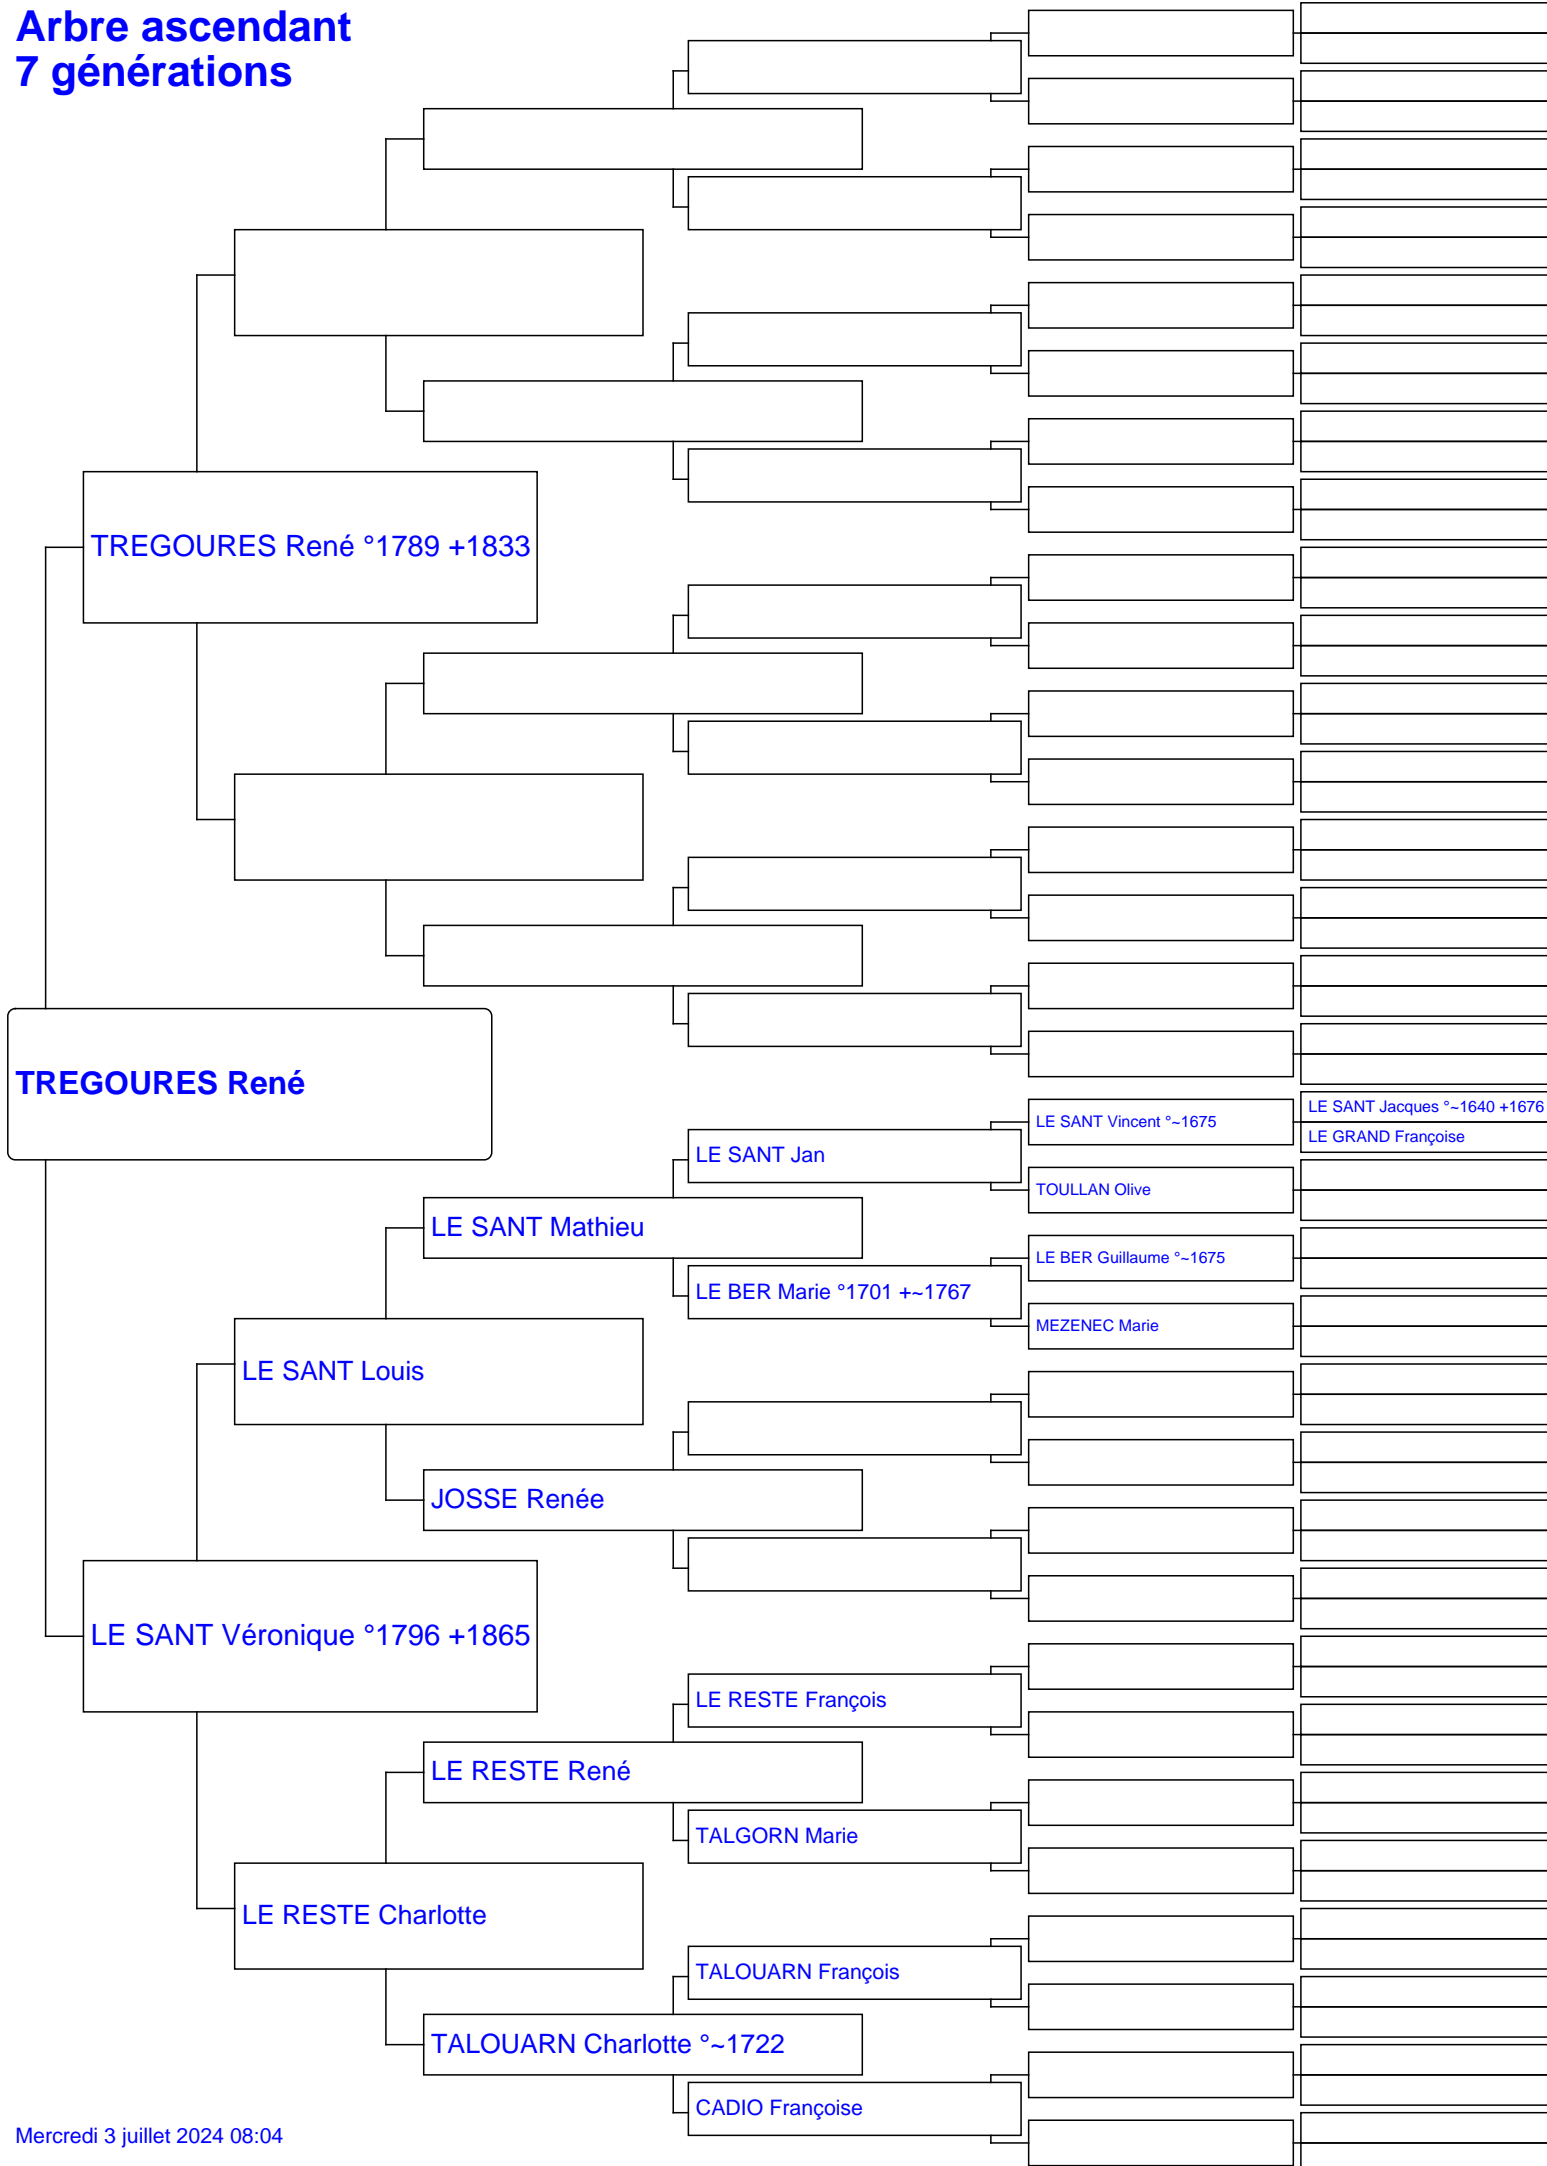 Arbre ascendant
7 générations
TREGOURES René °1789 +1833
TREGOURES René
LE SANT Jacques °~1640 +1676
LE SANT Vincent °~1675
LE GRAND Françoise
LE SANT Jan
TOULLAN Olive
LE SANT Mathieu
LE BER Guillaume °~1675
LE BER Marie °1701 +~1767
MEZENEC Marie
LE SANT Louis
JOSSE Renée
LE SANT Véronique °1796 +1865
LE RESTE François
LE RESTE René
TALGORN Marie
LE RESTE Charlotte
TALOUARN François
TALOUARN Charlotte °~1722
CADIO Françoise
Mercredi 3 juillet 2024 08:04